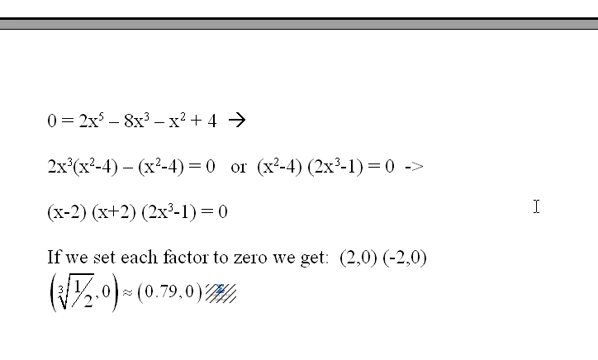 0 = 2x⁵ – 8x³ – x² + 4 →
2x³(x²-4) – (x²-4) = 0 or (x²-4) (2x³-1) = 0 ->
(x-2) (x+2) (2x³-1) = 0
If we set each factor to zero we get: (2,0) (-2,0)
(∛1/2,0) ≈ (0.79,0)